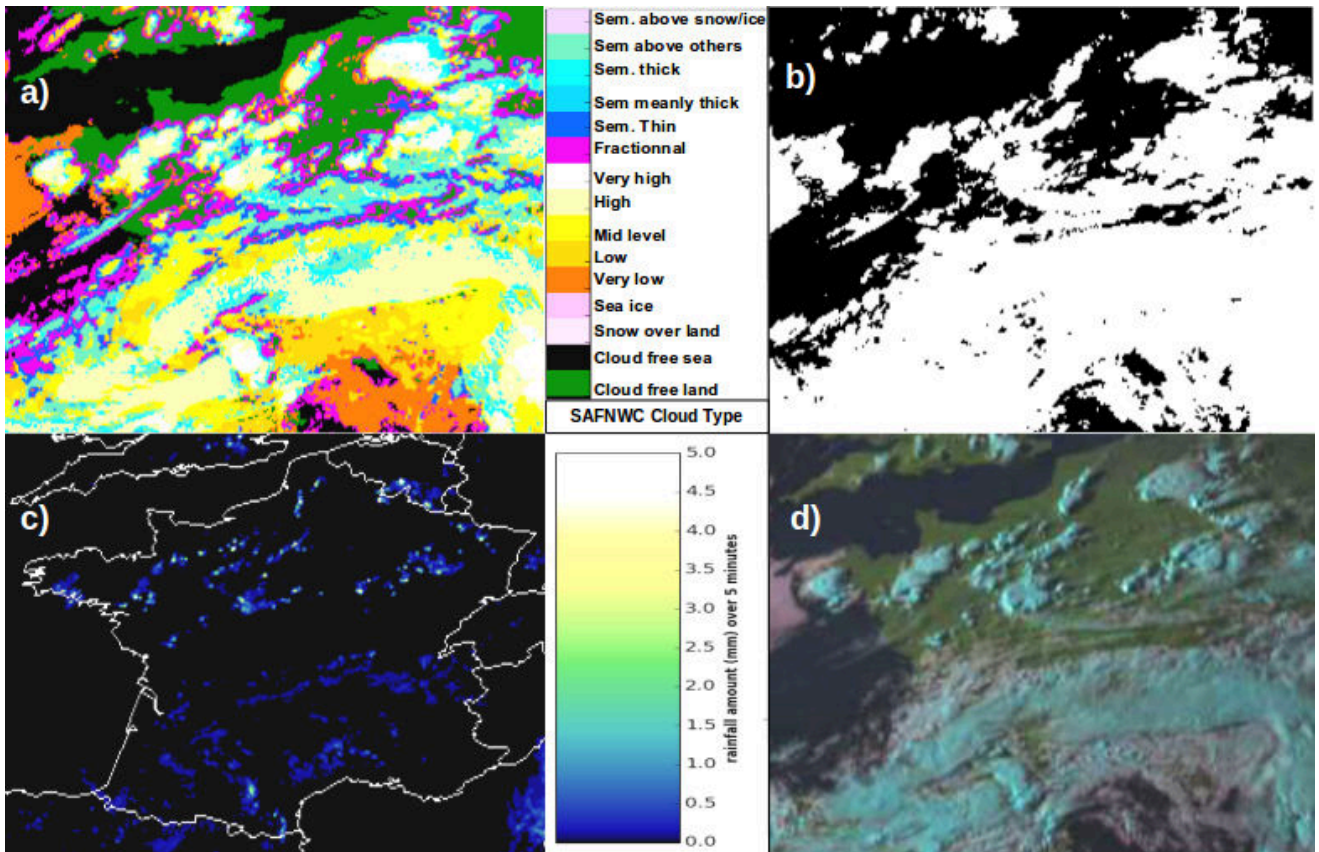 a)
Sem. above snow/ice
Sem above others
Sem. thick
Sem meanly thick
Sem. Thin
Fractionnal
Very high
High
Mid level
Low
Very low
Sea ice
Snow over land
Cloud free sea
Cloud free land
SAFNWC Cloud Type
b)
c)
5.0
4.5
4.0
3.5
3.0
2.5
2.0
1.5
1.0
0.5
0.0
rainfall amount (mm) over 5 minutes
d)